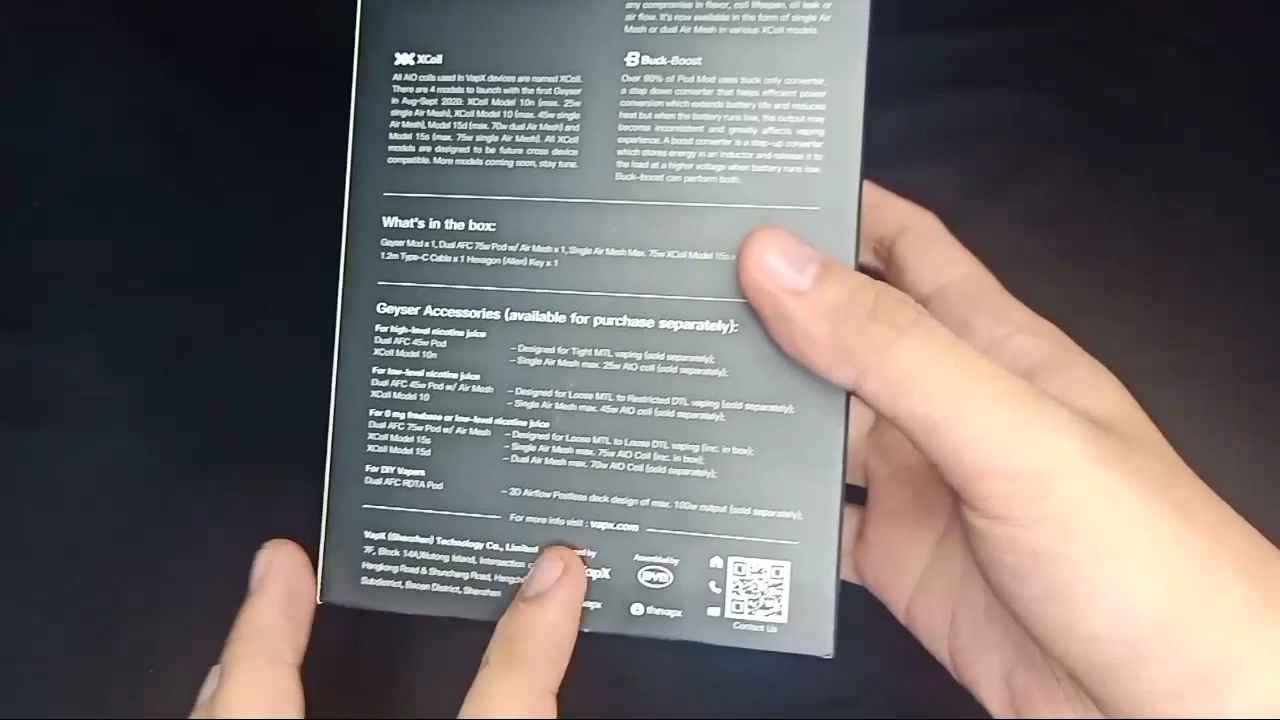 any compromise in flavor, coil lifespan, oil leak or
air flow. It's now available in the form of single Air
Mesh or dual Air Mesh in various XCoil models.
XCoil
All AIO coils used in VapX devices are named XCoil.
There are 4 models to launch with the first Geyser
in Aug-Sept 2020: XCoil Model 10n (max. 25w
single Air Mesh), XCoil Model 10 (max. 45w single
Air Mesh), Model 15d (max. 70w dual Air Mesh) and
Model 15s (max. 75w single Air Mesh). All XCoil
models are designed to be future cross device
compatible. More models coming soon, stay tune.
Buck-Boost
Over 90% of Pod Mod uses buck only converter,
a step down converter that helps efficient power
conversion which extends battery life and reduces
heat but when the battery runs low, the output may
become inconsistent and greatly affects vaping
experience. A boost converter is a step-up converter
which stores energy in an inductor and release it to
the load at a higher voltage when battery runs low.
Buck-boost can perform both.
What's in the box:
Geyser Mod x 1, Dual AFC 75w Pod w/ Air Mesh x 1, Single Air Mesh Max. 75w XCoil Model 15s x
1.2m Type-C Cable x 1 Hexagon (Allen) Key x 1
Geyser Accessories (available for purchase separately):
For high-level nicotine juice
Dual AFC 45w Pod – Designed for Tight MTL vaping (sold separately);
XCoil Model 10n – Single Air Mesh max. 25w AIO coil (sold separately);
For low-level nicotine juice
Dual AFC 45w Pod w/ Air Mesh – Designed for Loose MTL to Restricted DTL vaping (sold separately);
XCoil Model 10 – Single Air Mesh max. 45w AIO coil (sold separately);
For 0 mg freebase or low-level nicotine juice
Dual AFC 75w Pod w/ Air Mesh – Designed for Loose MTL to Loose DTL vaping (inc. in box);
XCoil Model 15s – Single Air Mesh max. 75w AIO Coil (inc. in box);
XCoil Model 15d – Dual Air Mesh max. 70w AIO Coil (sold separately);
For DIY Vapers
Dual AFC RDTA Pod – 3D Airflow Postless deck design of max. 100w output (sold separately);
For more info visit : vapx.com
VapX (Shenzhen) Technology Co., Limited
7F, Block 14A, Island, Intersection
Hangkong Road & Shunchang Road,
Subdistrict, Baoan District, Shenzhen
by
apX
Assembled by
BYD
thevapx
Contact Us